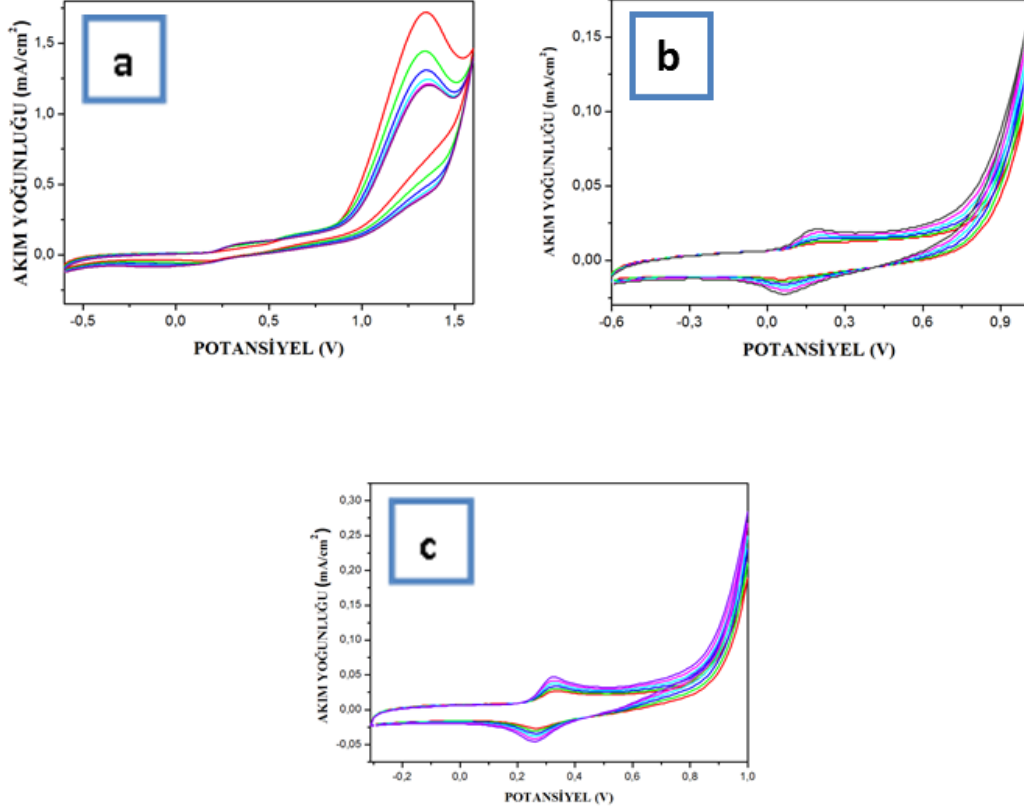 a
AKIM YOĞUNLUĞU (mA/cm²)
1,5
1,0
0,5
0,0
-0,5 0,0 0,5 1,0 1,5
POTANSİYEL (V)
b
AKIM YOĞUNLUĞU (mA/cm²)
0,15
0,10
0,05
0,00
-0,6 -0,3 0,0 0,3 0,6 0,9
POTANSİYEL (V)
c
AKIM YOĞUNLUĞU (mA/cm²)
0,30
0,25
0,20
0,15
0,10
0,05
0,00
-0,05
-0,2 0,0 0,2 0,4 0,6 0,8 1,0
POTANSİYEL (V)